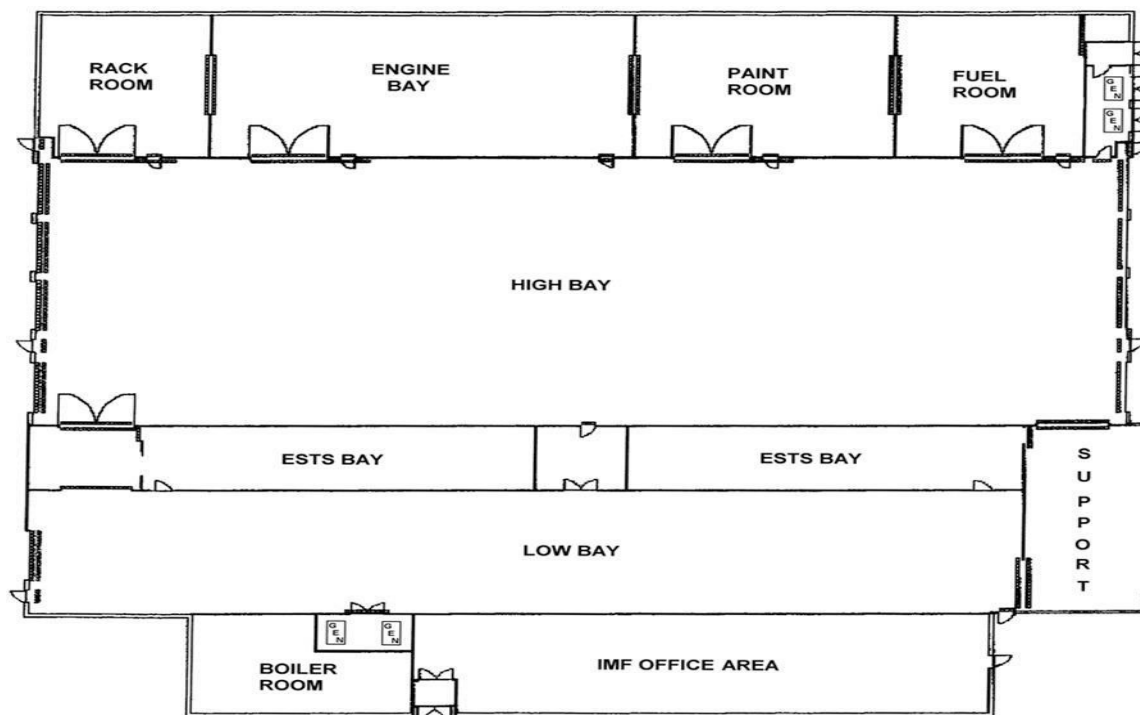 RACK
ROOM
ENGINE
BAY
PAINT
ROOM
FUEL
ROOM
GEN
GEN
HIGH BAY
ESTS BAY
ESTS BAY
SUPPORT
LOW BAY
GEN
GEN
BOILER
ROOM
IMF OFFICE AREA